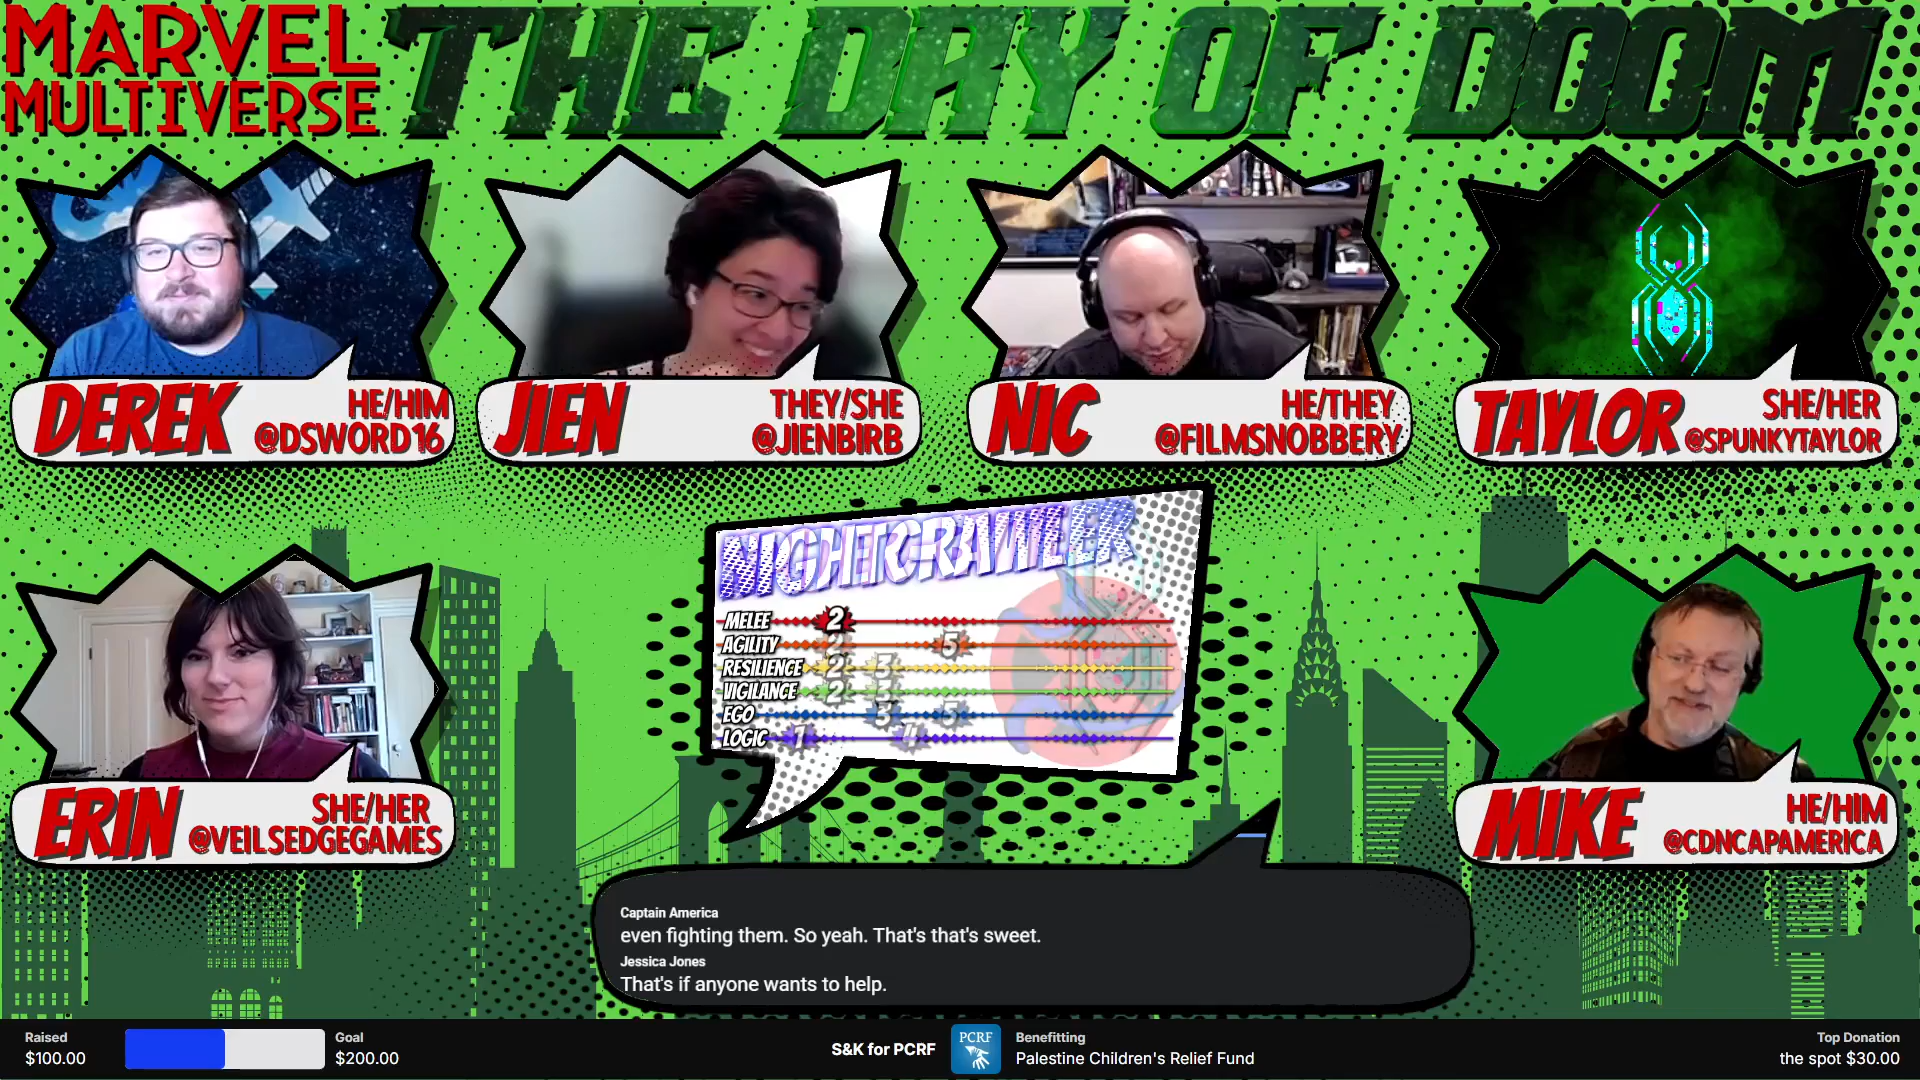 MARVEL
MULTIVERSE
THE DAY OF DOOM
DEREK
HE/HIM
@DSWORD16
JIEN
THEY/SHE
@JIENBIRB
NIC
HE/THEY
@FILMSNOBBERY
TAYLOR
SHE/HER
@SPUNKYTAYLOR
NIGHTCRAWLER
MELEE 2
AGILITY 2 5
RESILIENCE 2 3
VIGILANCE 2 3
EGO 3 5
LOGIC 1 4
ERIN
SHE/HER
@VEILSEDGEGAMES
MIKE
HE/HIM
@CDNCAPAMERICA
Captain America
even fighting them. So yeah. That's that's sweet.
Jessica Jones
That's if anyone wants to help.
Raised
$100.00
Goal
$200.00
S&K for PCRF
PCRF
Benefitting
Palestine Children's Relief Fund
Top Donation
the spot $30.00